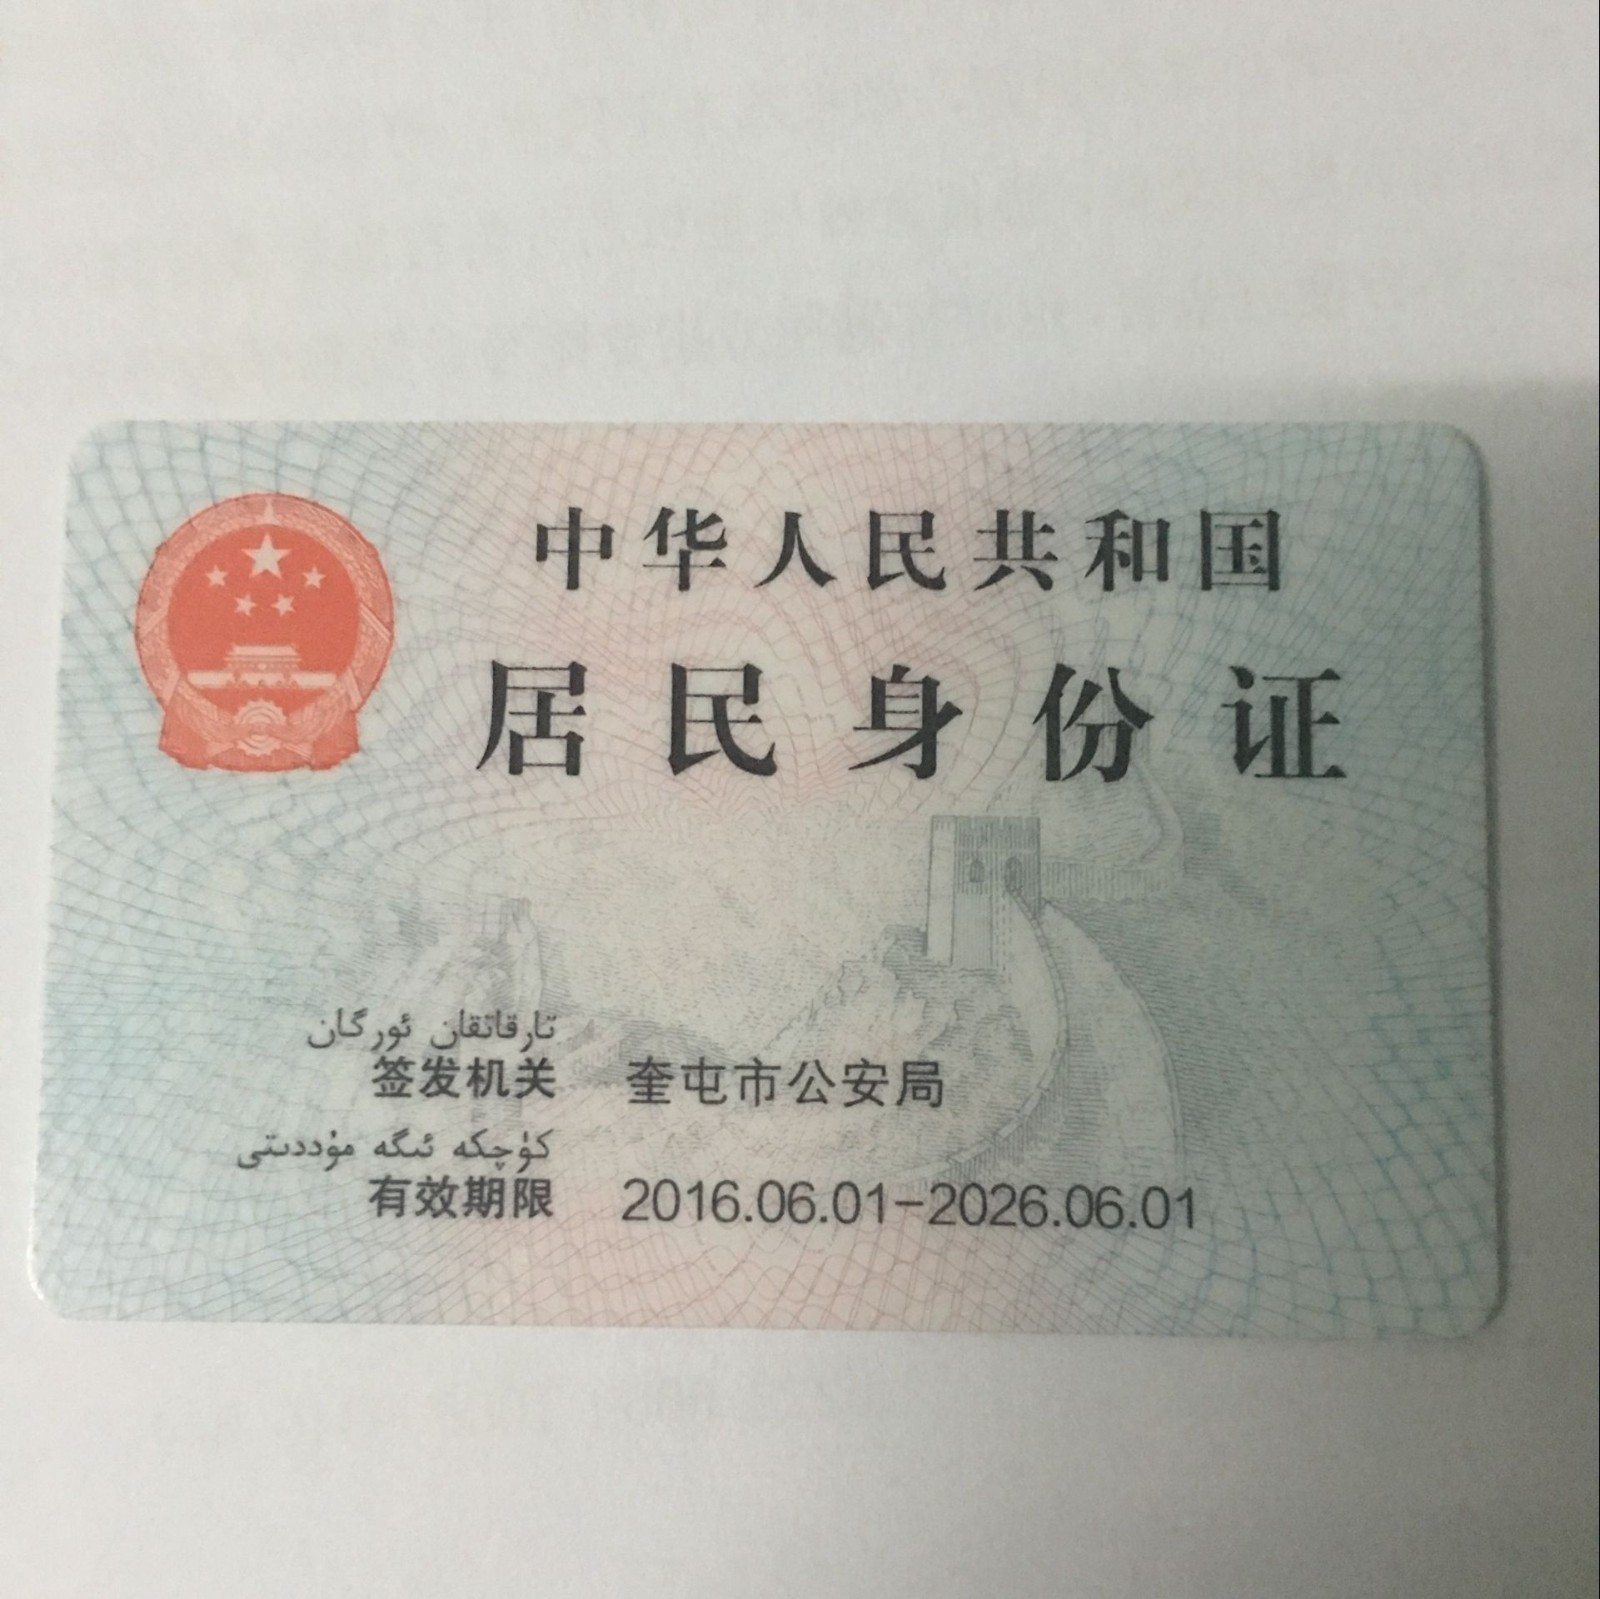 中华人民共和国
居民身份证
تارقاتقان ئورگان
签发机关 奎屯市公安局
كۈچكە ئىگە مۇددىتى
有效期限 2016.06.01-2026.06.01